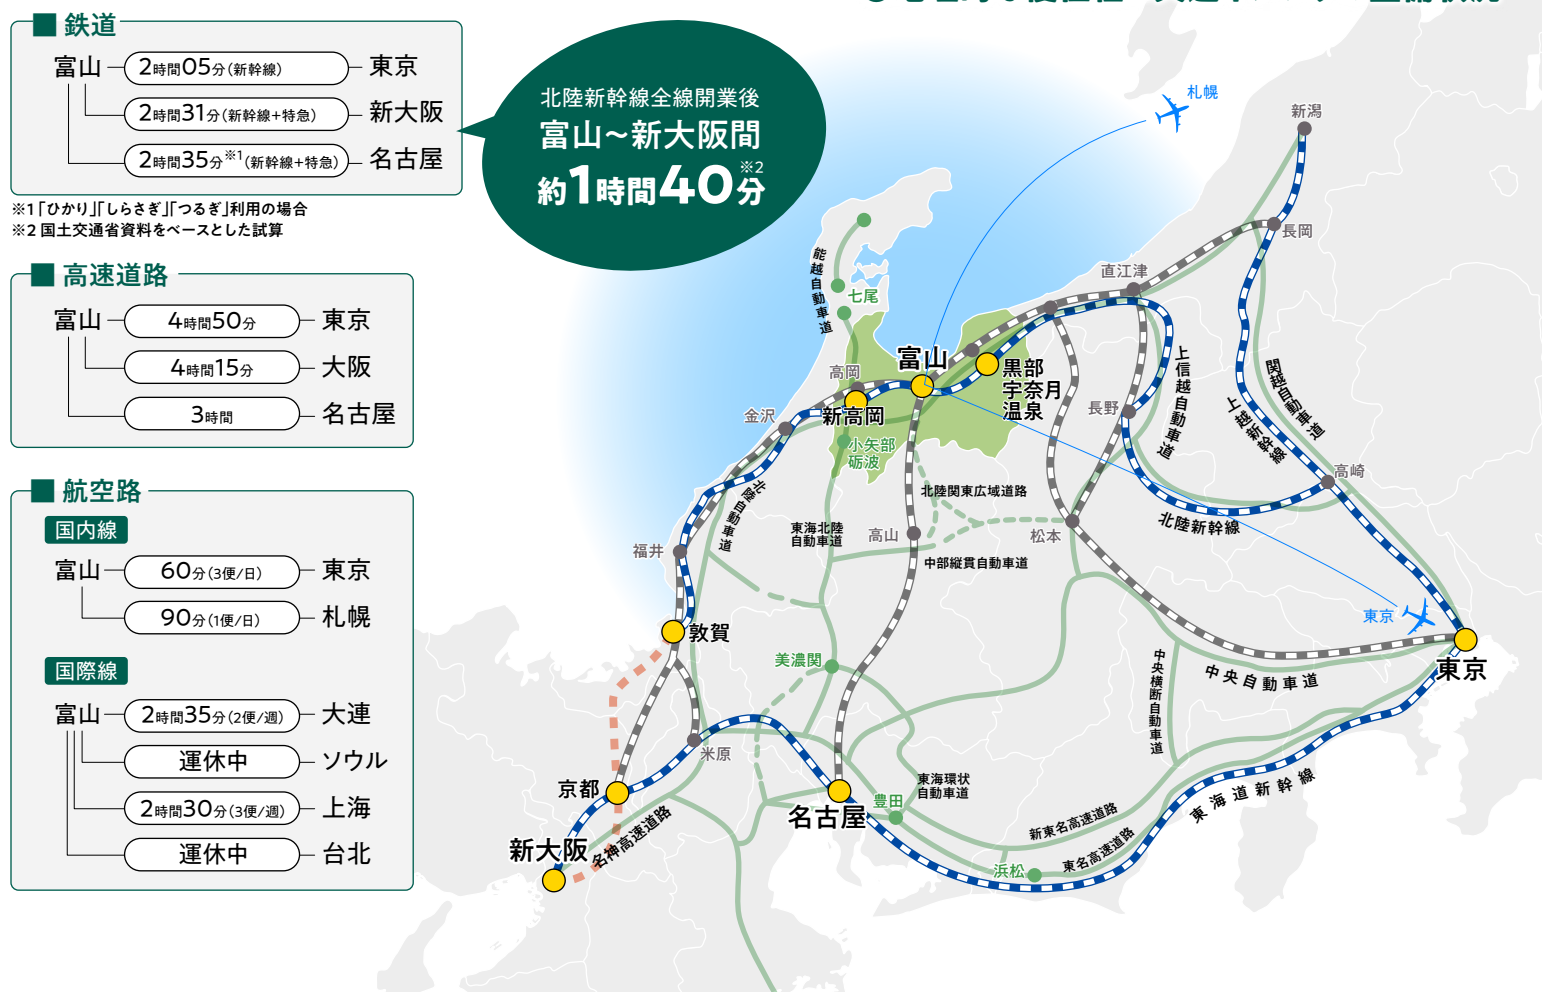 鉄道
富山 2時間05分(新幹線) 東京
2時間31分(新幹線+特急) 新大阪
2時間35分※1(新幹線+特急) 名古屋
※1「ひかり」「しらさぎ」「つるぎ」利用の場合
※2 国土交通省資料をベースとした試算
北陸新幹線全線開業後
富山~新大阪間
約1時間40分※2
高速道路
富山 4時間50分 東京
4時間15分 大阪
3時間 名古屋
航空路
国内線
富山 60分(3便/日) 東京
90分(1便/日) 札幌
国際線
富山 2時間35分(2便/週) 大連
運休中 ソウル
2時間30分(3便/週) 上海
運休中 台北
札幌
新潟
長岡
直江津
能越自動車道
七尾
富山
高岡
黒部
宇奈月
温泉
新高岡
金沢
長野
上信越自動車道
関越自動車道
上越新幹線
小矢部
砺波
高崎
北陸自動車道
北陸関東広域道路
東海北陸
自動車道
高山
松本
北陸新幹線
福井
中部縦貫自動車道
東京
敦賀
美濃関
中央横断自動車道
中央自動車道
東京
米原
京都
東海環状
自動車道
豊田
名古屋
東海道新幹線
新大阪
名神高速道路
新東名高速道路
東名高速道路
浜松